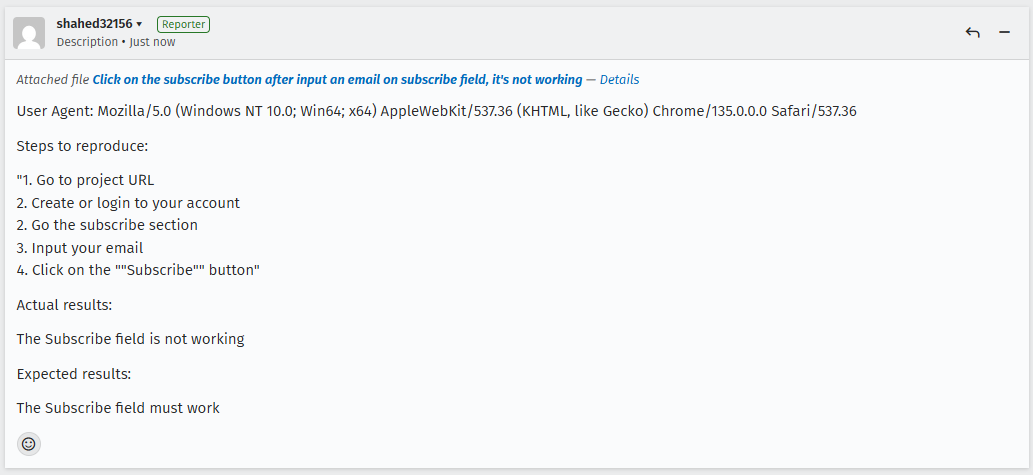 shahed32156 Reporter
Description • Just now
Attached file Click on the subscribe button after input an email on subscribe field, it's not working — Details
User Agent: Mozilla/5.0 (Windows NT 10.0; Win64; x64) AppleWebKit/537.36 (KHTML, like Gecko) Chrome/135.0.0.0 Safari/537.36
Steps to reproduce:
"1. Go to project URL
2. Create or login to your account
2. Go the subscribe section
3. Input your email
4. Click on the ""Subscribe"" button"
Actual results:
The Subscribe field is not working
Expected results:
The Subscribe field must work